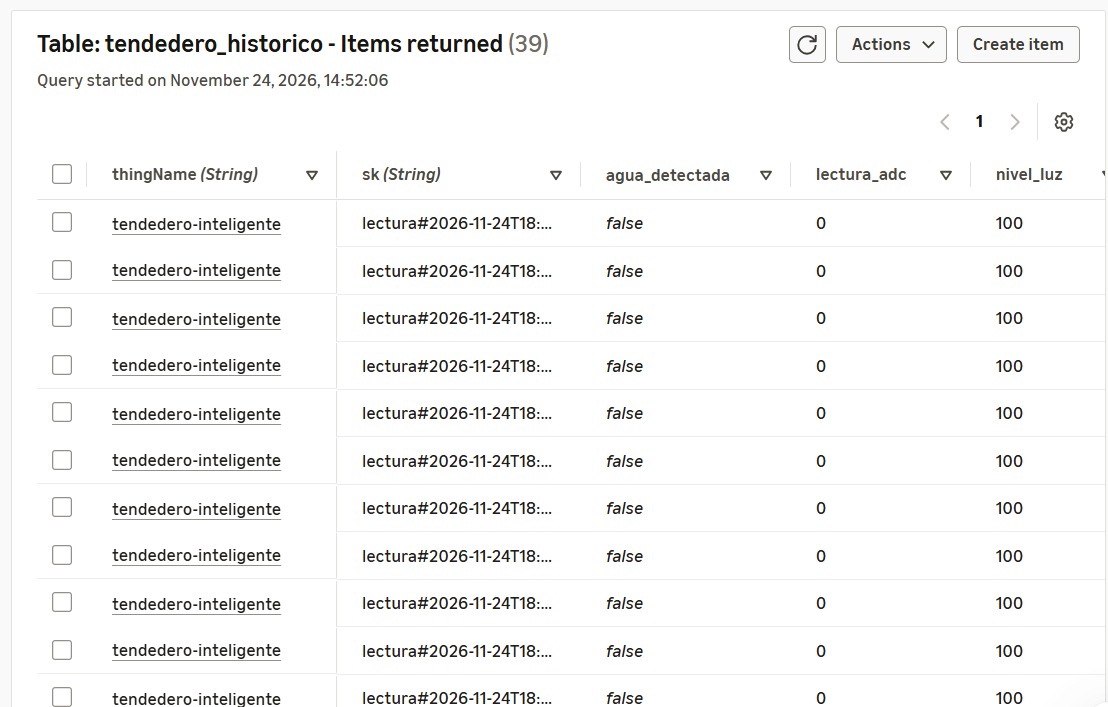 Table: tendedero_historico - Items returned (39)
Actions
Create item
Query started on November 24, 2026, 14:52:06
1
thingName (String) sk (String) agua_detectada lectura_adc nivel_luz
tendedero-inteligente lectura#2026-11-24T18:... false 0 100
tendedero-inteligente lectura#2026-11-24T18:... false 0 100
tendedero-inteligente lectura#2026-11-24T18:... false 0 100
tendedero-inteligente lectura#2026-11-24T18:... false 0 100
tendedero-inteligente lectura#2026-11-24T18:... false 0 100
tendedero-inteligente lectura#2026-11-24T18:... false 0 100
tendedero-inteligente lectura#2026-11-24T18:... false 0 100
tendedero-inteligente lectura#2026-11-24T18:... false 0 100
tendedero-inteligente lectura#2026-11-24T18:... false 0 100
tendedero-inteligente lectura#2026-11-24T18:... false 0 100
tendedero-inteligente lectura#2026-11-24T18:... false 0 100